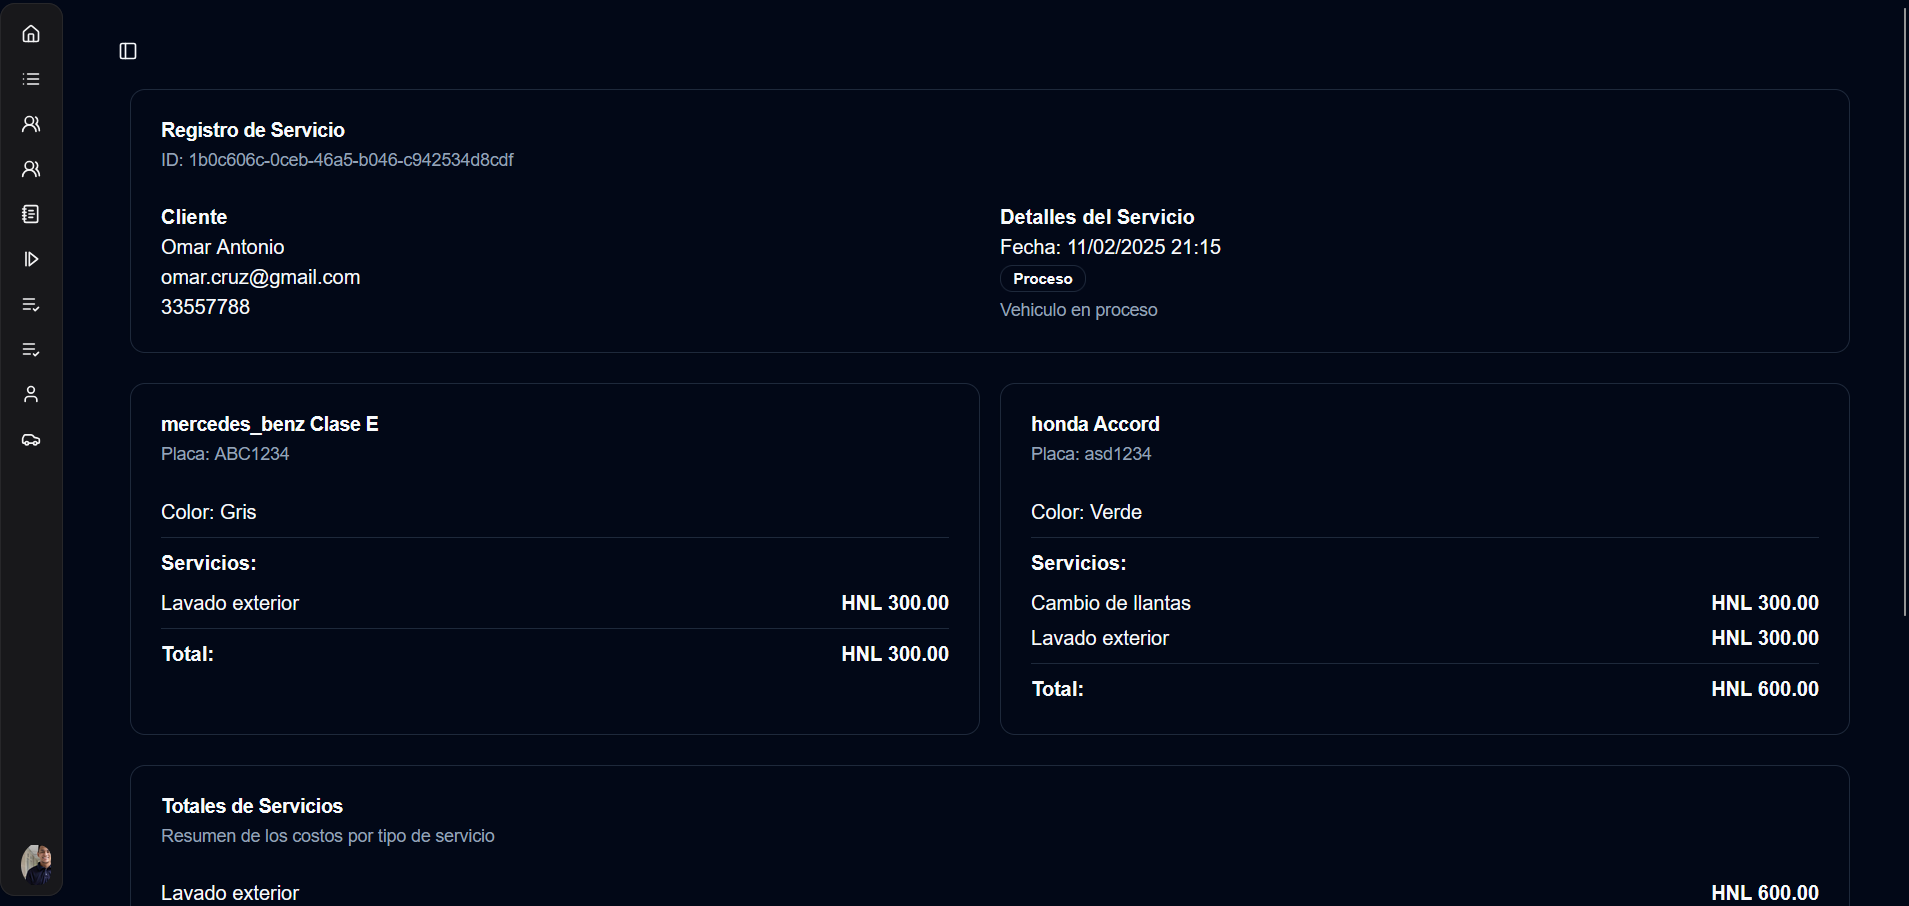 Registro de Servicio
ID: 1b0c606c-0ceb-46a5-b046-c942534d8cdf
Cliente
Omar Antonio
omar.cruz@gmail.com
33557788
Detalles del Servicio
Fecha: 11/02/2025 21:15
Proceso
Vehiculo en proceso
mercedes_benz Clase E
Placa: ABC1234
Color: Gris
Servicios:
Lavado exterior HNL 300.00
Total: HNL 300.00
honda Accord
Placa: asd1234
Color: Verde
Servicios:
Cambio de llantas HNL 300.00
Lavado exterior HNL 300.00
Total: HNL 600.00
Totales de Servicios
Resumen de los costos por tipo de servicio
Lavado exterior HNL 600.00